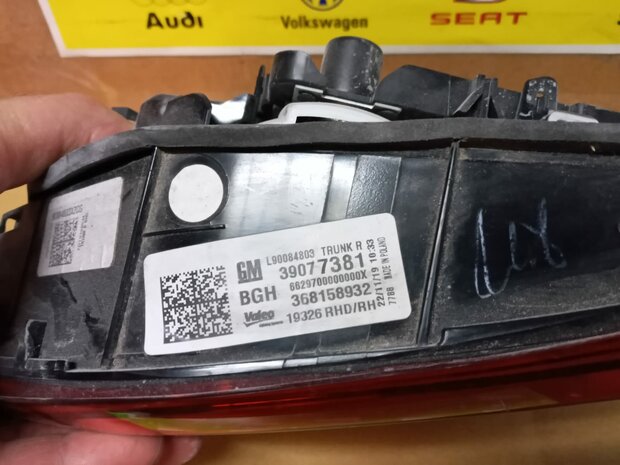 Audi
Volkswagen
SEAT
L90084803 TRUNK R
GM 39077381
6829700000000X
BGH 368158932
Valeo 19326 RHD/RH
22/11/19 10:33
MADE IN POLAND
7788